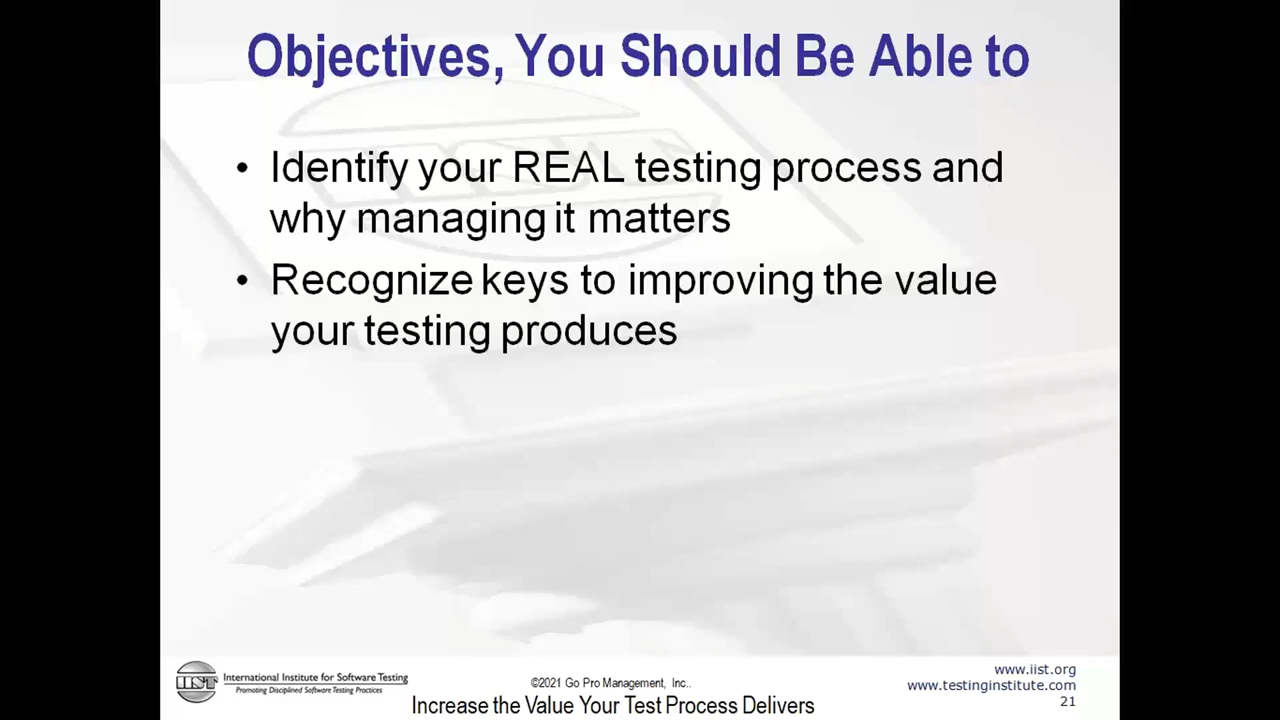 Objectives, You Should Be Able to
• Identify your REAL testing process and
why managing it matters
• Recognize keys to improving the value
your testing produces
IIST
International Institute for Software Testing
Promoting Disciplined Software Testing Practices
©2021 Go Pro Management, Inc..
Increase the Value Your Test Process Delivers
www.iist.org
www.testinginstitute.com
21